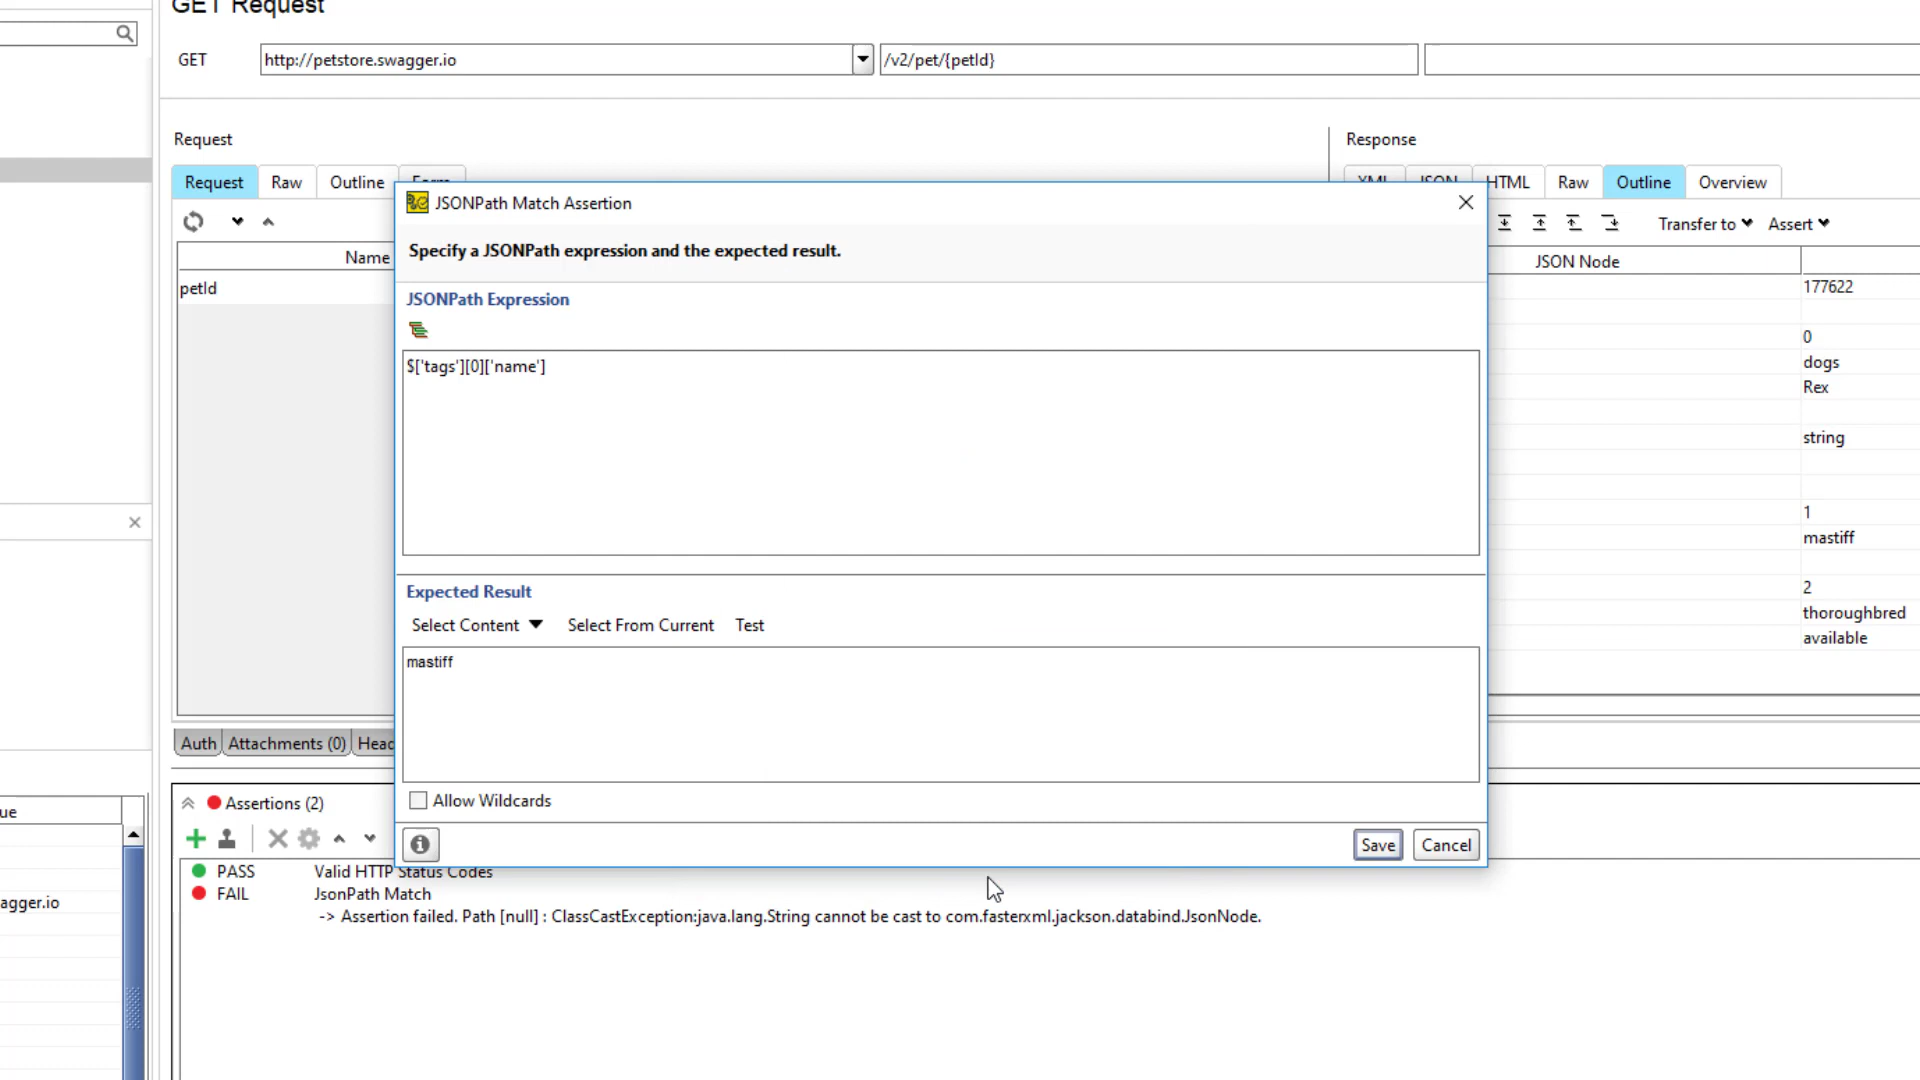 GET Request
GET
http://petstore.swagger.io
/v2/pet/{petId}
Request
Response
Request
Raw
Outline
Form
XML
JSON
HTML
Raw
Outline
Overview
JSONPath Match Assertion
Transfer to
Assert
Specify a JSONPath expression and the expected result.
Name
JSON Node
petId
177622
JSONPath Expression
0
$['tags'][0]['name']
dogs
Rex
string
1
mastiff
2
thoroughbred
available
Expected Result
Select Content
Select From Current
Test
mastiff
Auth
Attachments (0)
Head
Allow Wildcards
ue
Assertions (2)
Save
Cancel
PASS
Valid HTTP Status Codes
FAIL
JsonPath Match
agger.io
-> Assertion failed. Path [null] : ClassCastException:java.lang.String cannot be cast to com.fasterxml.jackson.databind.JsonNode.